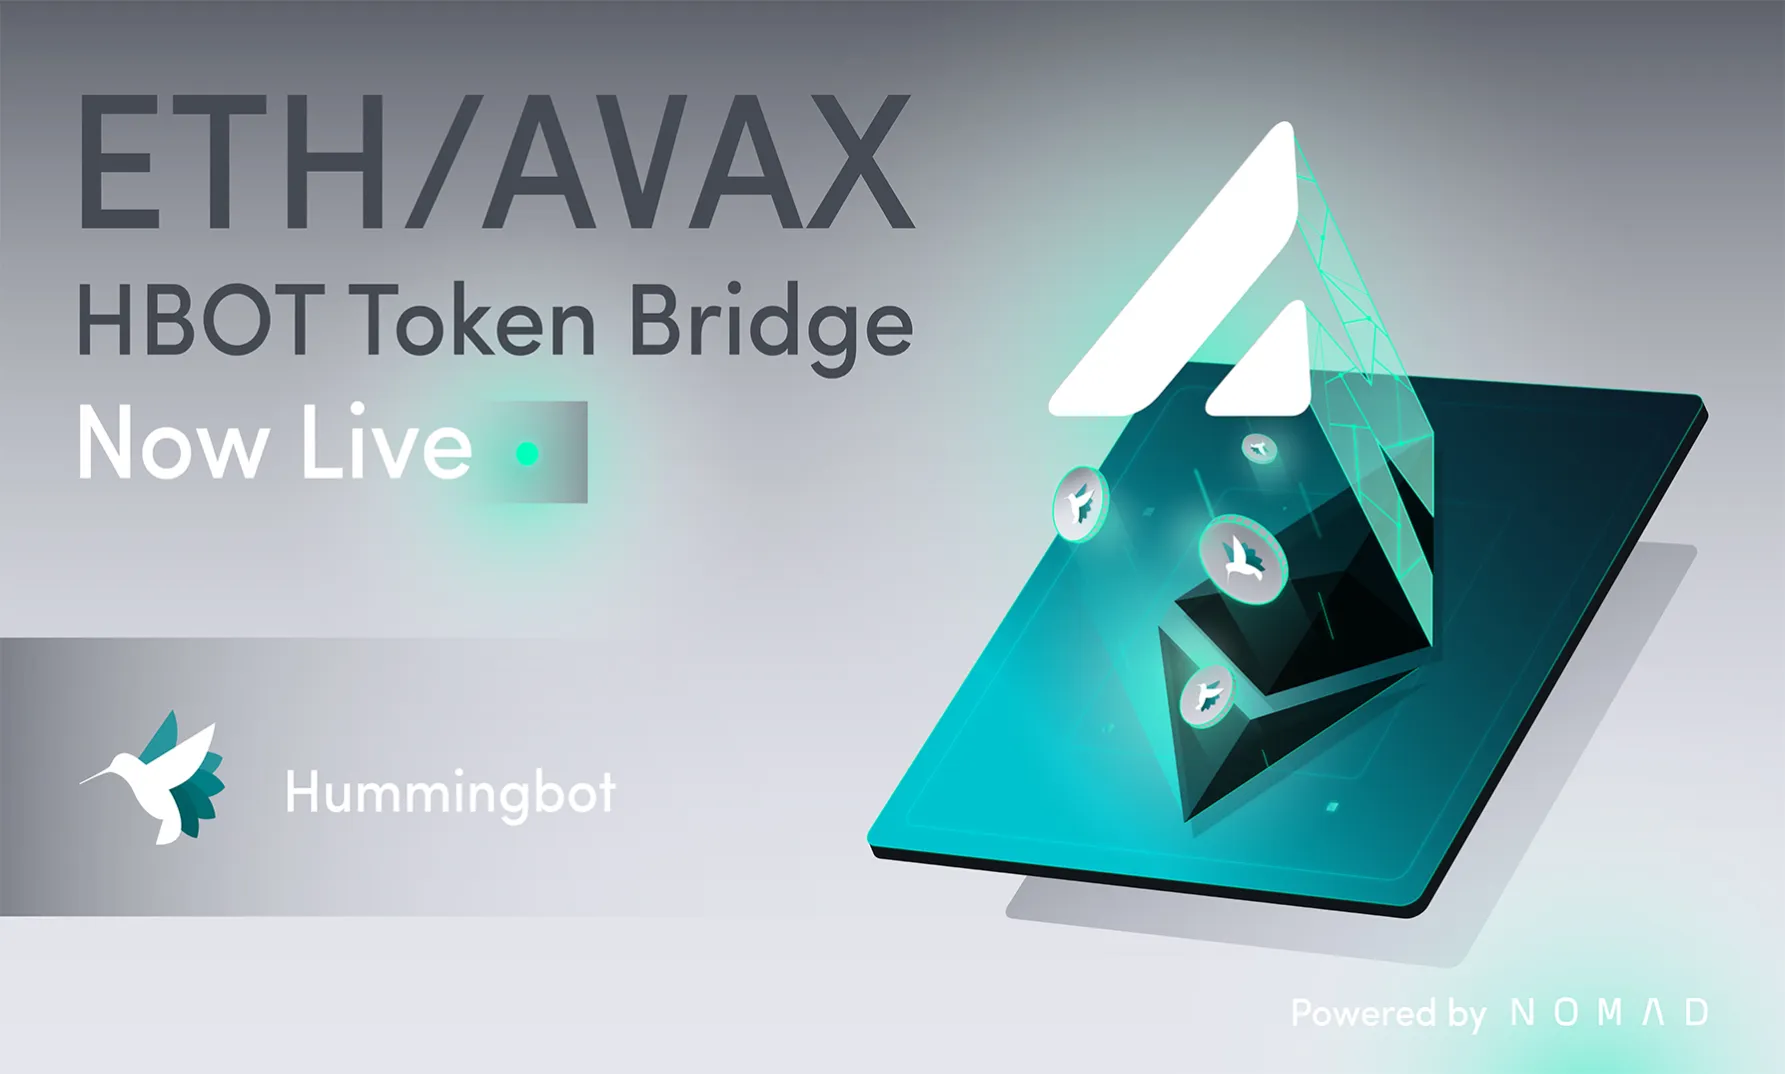 ETH/AVAX
HBOT Token Bridge
Now Live
Hummingbot
Powered by NOMAD